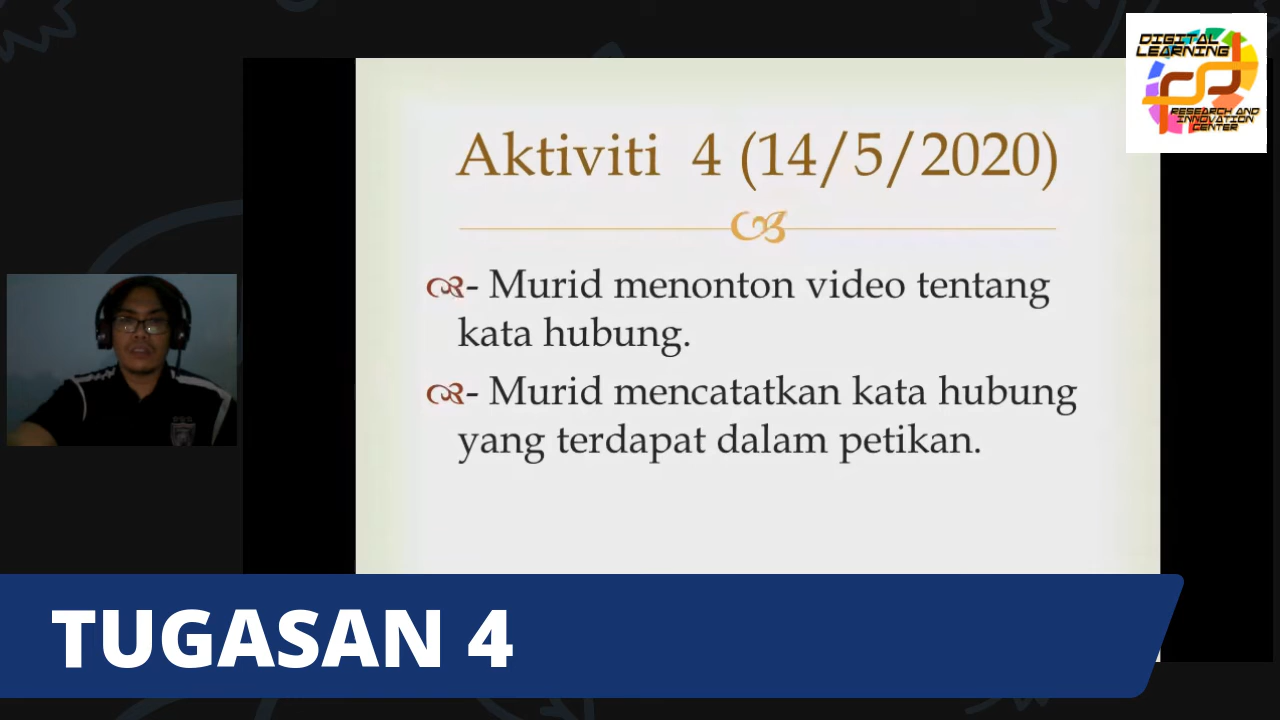 DIGITAL
LEARNING
RESEARCH AND
INNOVATION
CENTER
Aktiviti 4 (14/5/2020)
- Murid menonton video tentang
kata hubung.
- Murid mencatatkan kata hubung
yang terdapat dalam petikan.
TUGASAN 4